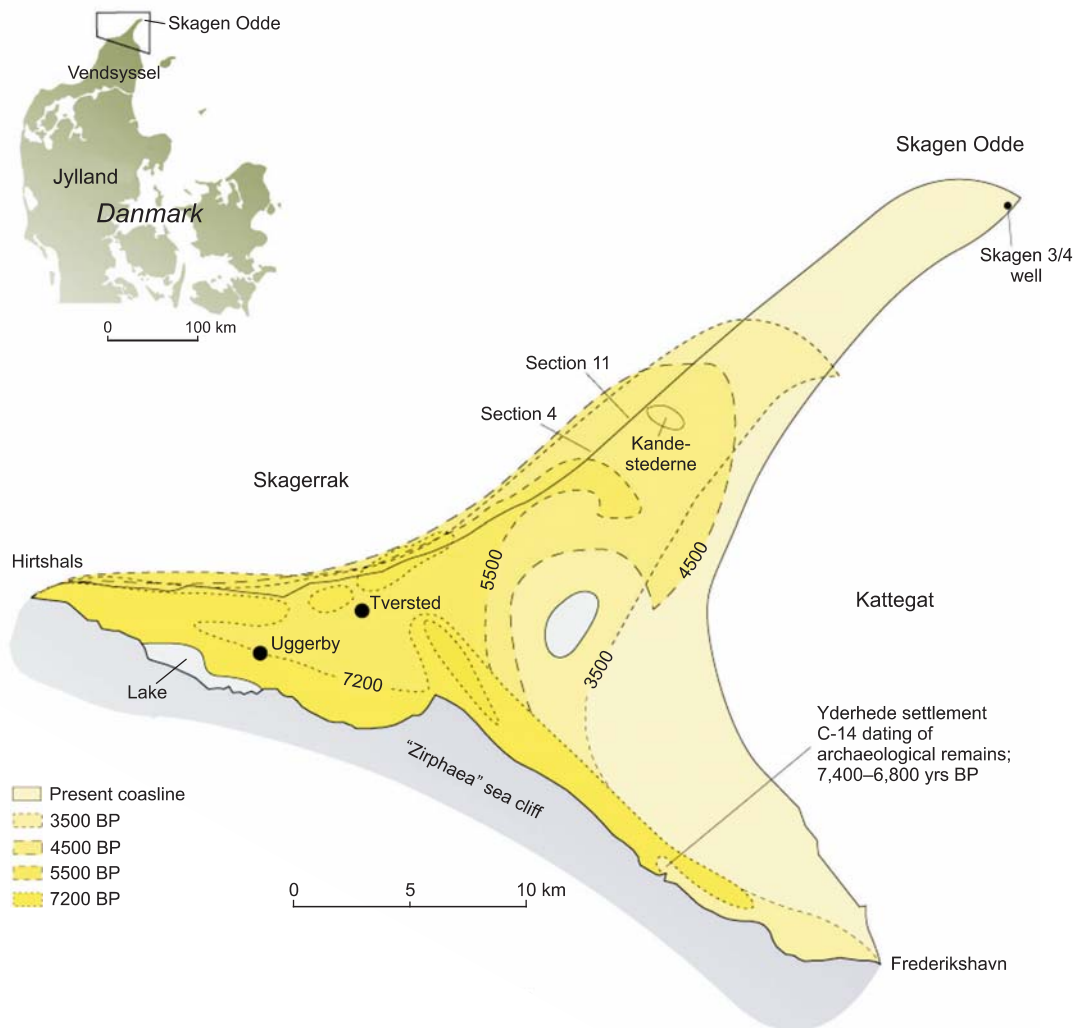 Skagen Odde
Vendsyssel
Jylland
Danmark
0 100 km
Skagen Odde
Skagen 3/4
well
Section 11
Section 4
Kande-
stederne
Skagerrak
Hirtshals
5500
4500
Tversted
Kattegat
Uggerby
3500
Lake
7200
Yderhede settlement
C-14 dating of
archaeological remains;
7,400–6,800 yrs BP
"Zirphaea" sea cliff
Present coasline
3500 BP
4500 BP
5500 BP
7200 BP
0 5 10 km
Frederikshavn